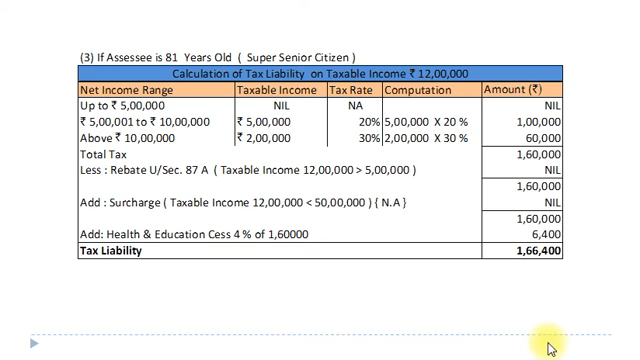 (3) If Assessee is 81 Years Old ( Super Senior Citizen )
Calculation of Tax Liability on Taxable Income ₹ 12,00,000
Net Income Range Taxable Income Tax Rate Computation Amount (₹)
Up to ₹ 5,00,000 NIL NA NIL
₹ 5,00,001 to ₹ 10,00,000 ₹ 5,00,000 20% 5,00,000 X 20 % 1,00,000
Above ₹ 10,00,000 ₹ 2,00,000 30% 2,00,000 X 30 % 60,000
Total Tax 1,60,000
Less : Rebate U/Sec. 87 A ( Taxable Income 12,00,000 > 5,00,000 ) NIL
1,60,000
Add : Surcharge ( Taxable Income 12,00,000 < 50,00,000 ) { N.A } NIL
1,60,000
Add: Health & Education Cess 4 % of 1,60000 6,400
Tax Liability 1,66,400